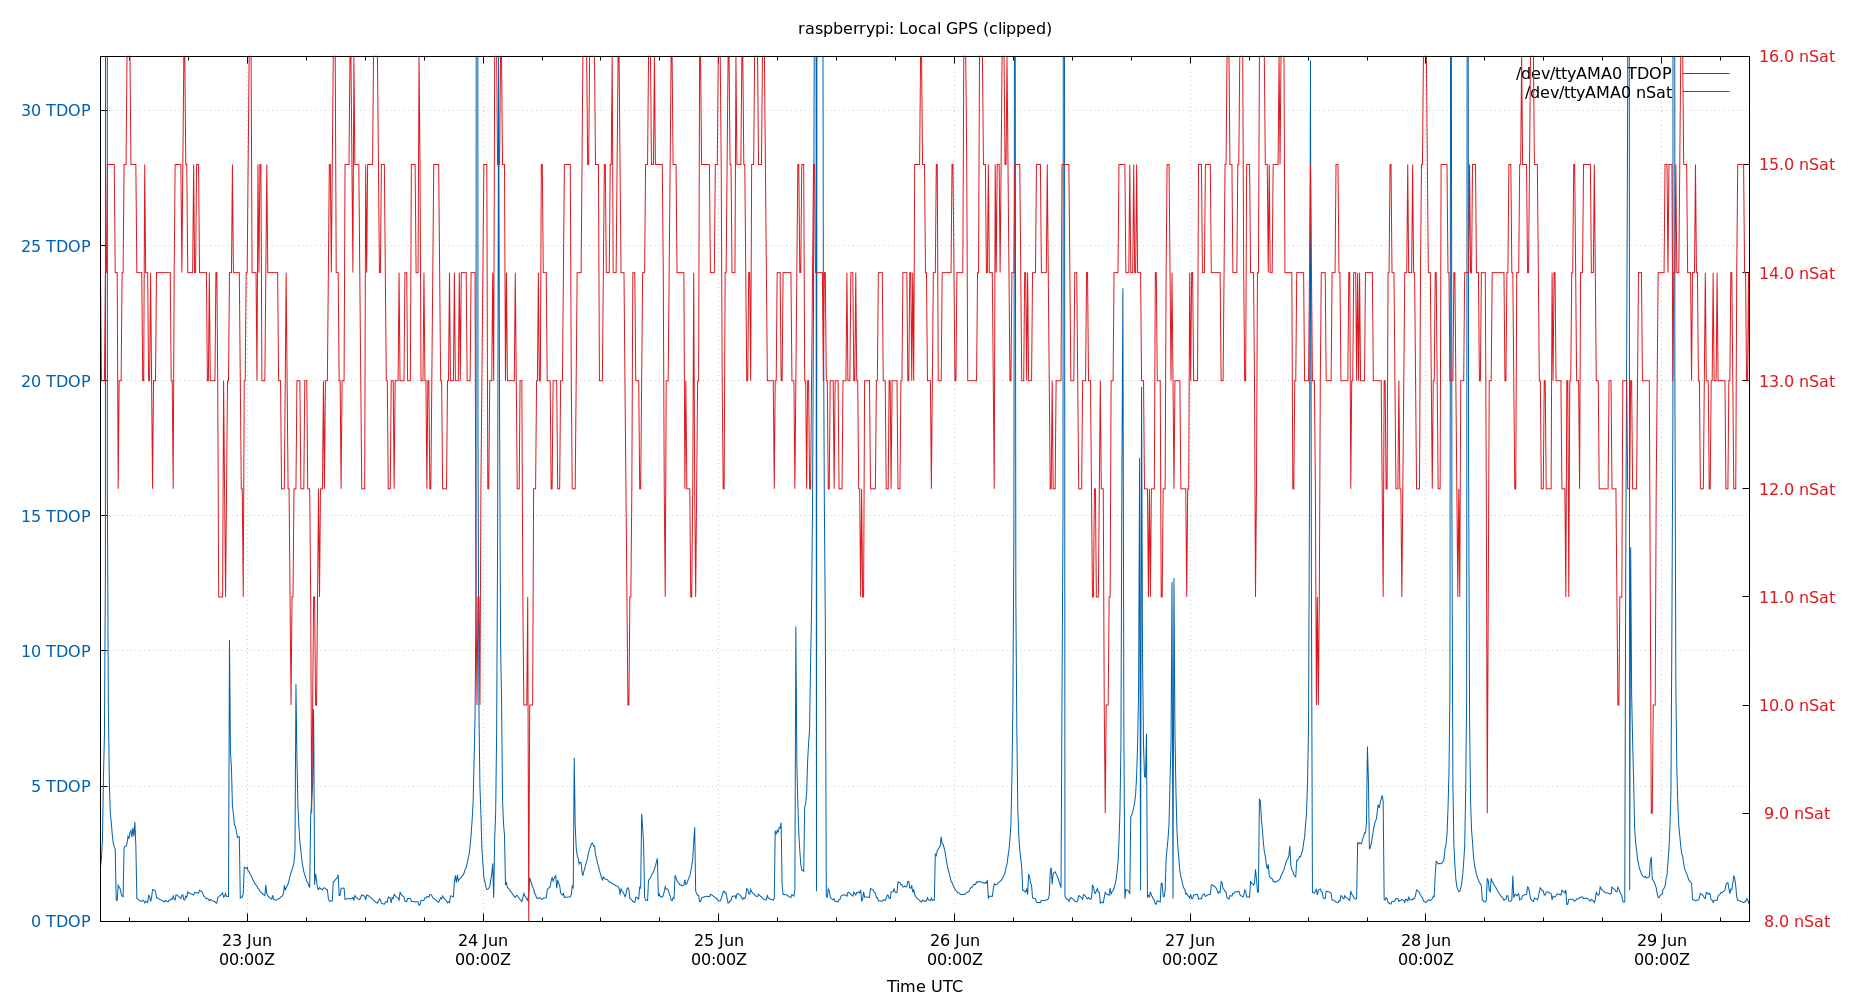 raspberrypi: Local GPS (clipped)
/dev/ttyAMA0 TDOP
/dev/ttyAMA0 nSat
30 TDOP
25 TDOP
20 TDOP
15 TDOP
10 TDOP
5 TDOP
0 TDOP
16.0 nSat
15.0 nSat
14.0 nSat
13.0 nSat
12.0 nSat
11.0 nSat
10.0 nSat
9.0 nSat
8.0 nSat
23 Jun 00:00Z
24 Jun 00:00Z
25 Jun 00:00Z
26 Jun 00:00Z
27 Jun 00:00Z
28 Jun 00:00Z
29 Jun 00:00Z
Time UTC